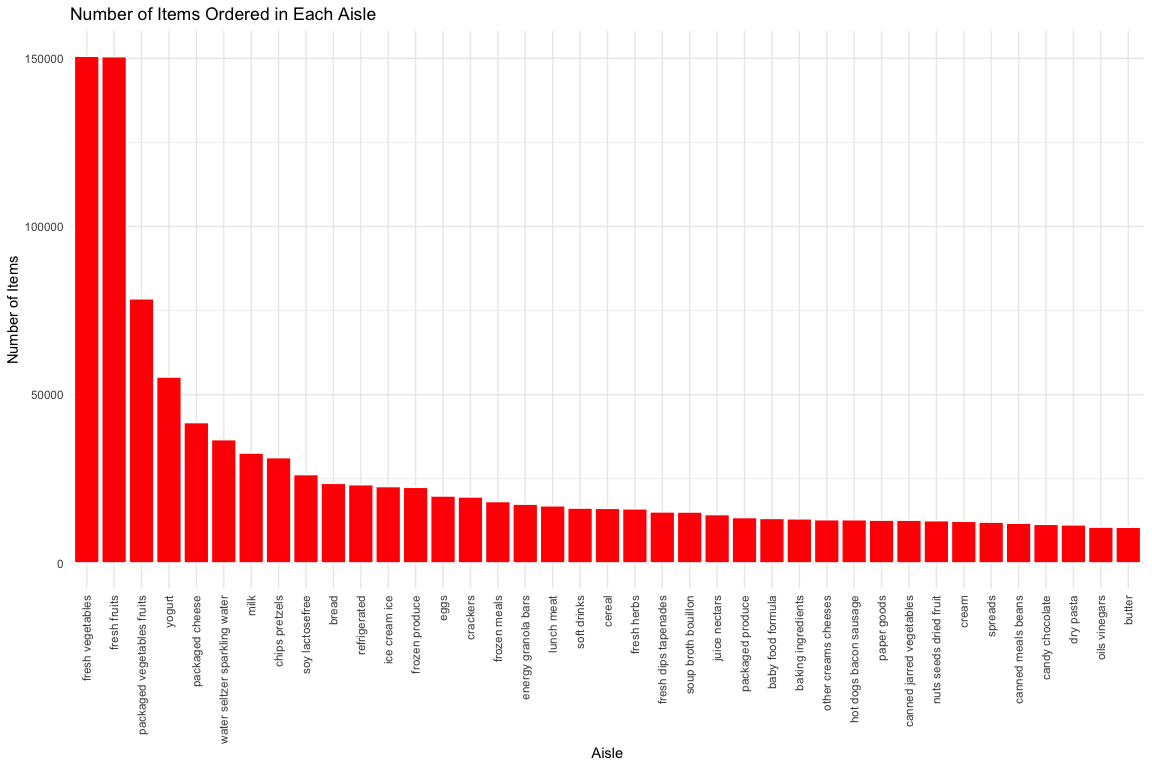 Number of Items Ordered in Each Aisle
Number of Items
150000
100000
50000
0
fresh vegetables
fresh fruits
packaged vegetables fruits
yogurt
packaged cheese
water seltzer sparkling water
milk
chips pretzels
soy lactosefree
bread
refrigerated
ice cream ice
frozen produce
eggs
crackers
frozen meals
energy granola bars
lunch meat
soft drinks
cereal
fresh herbs
fresh dips tapenades
soup broth bouillon
juice nectars
packaged produce
baby food formula
baking ingredients
other creams cheeses
hot dogs bacon sausage
paper goods
canned jarred vegetables
nuts seeds dried fruit
cream
spreads
canned meals beans
candy chocolate
dry pasta
oils vinegars
butter
Aisle